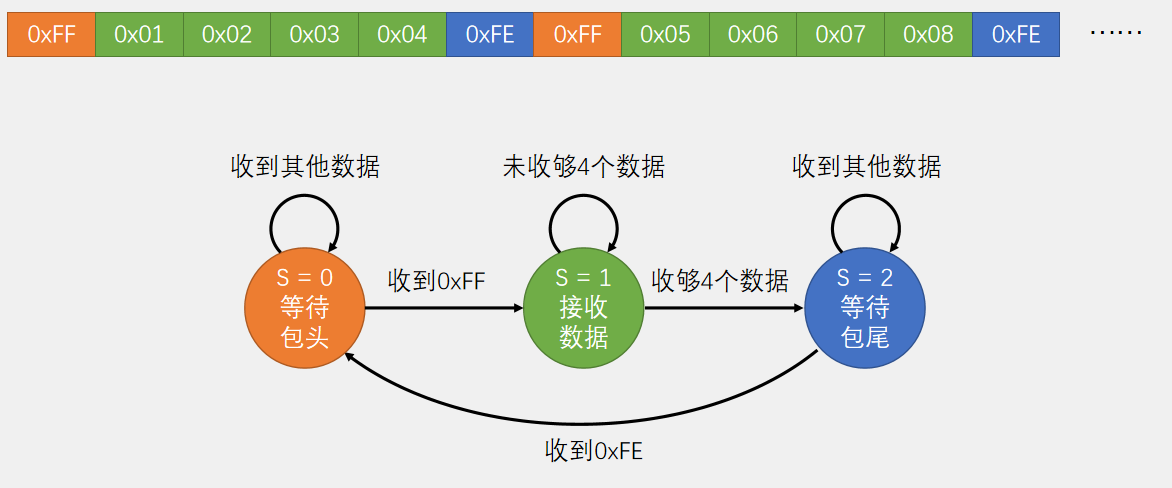 0xFF 0x01 0x02 0x03 0x04 0xFE 0xFF 0x05 0x06 0x07 0x08 0xFE ……
收到其他数据 未收够4个数据 收到其他数据
S = 0
等待
包头
收到0xFF
S = 1
接收
数据
收够4个数据
S = 2
等待
包尾
收到0xFE